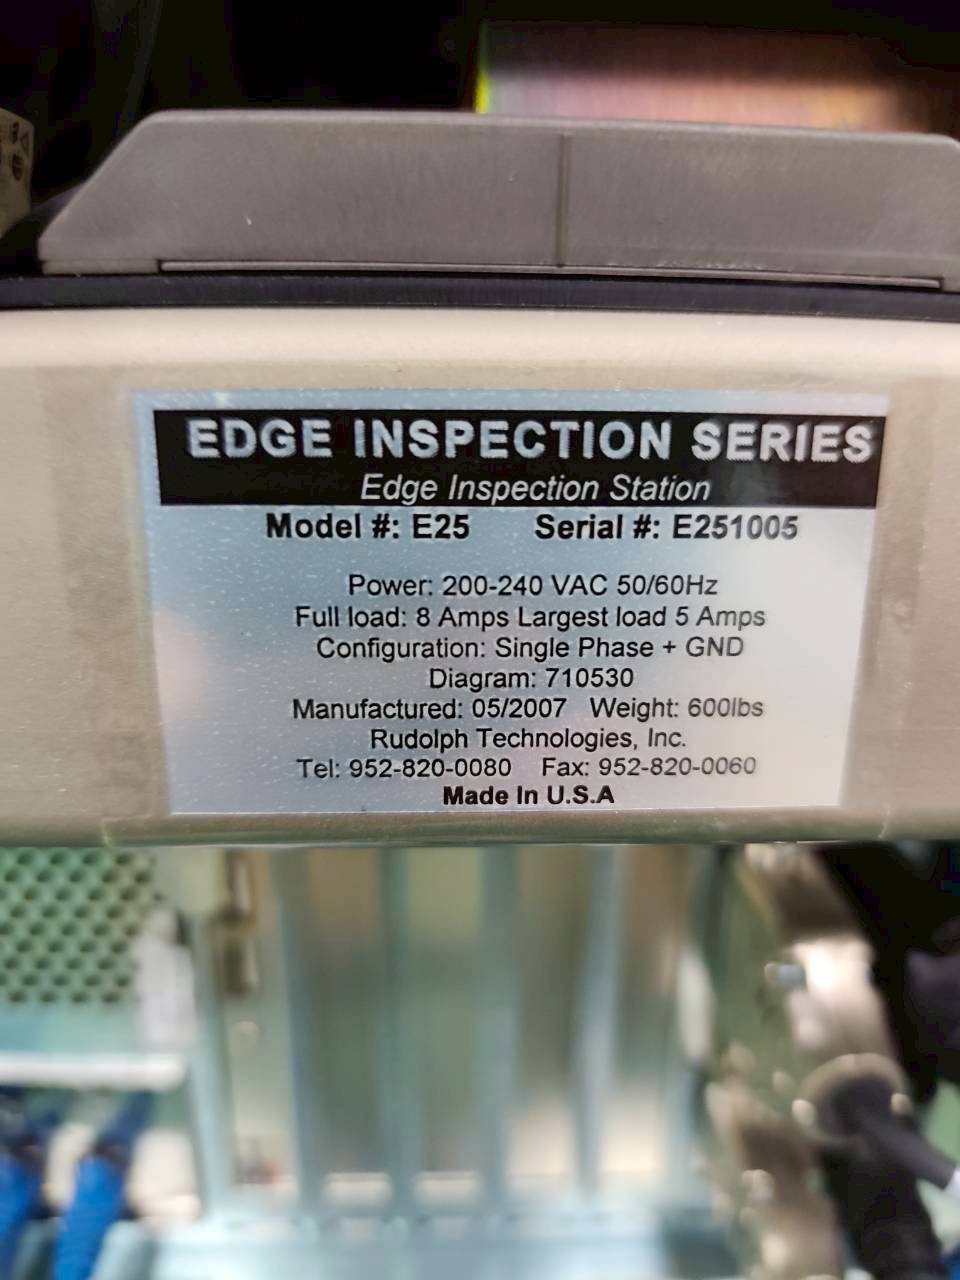 EDGE INSPECTION SERIES
Edge Inspection Station
Model #: E25 Serial #: E251005
Power: 200-240 VAC 50/60Hz
Full load: 8 Amps Largest load 5 Amps
Configuration: Single Phase + GND
Diagram: 710530
Manufactured: 05/2007 Weight: 600lbs
Rudolph Technologies, Inc.
Tel: 952-820-0080 Fax: 952-820-0060
Made In U.S.A